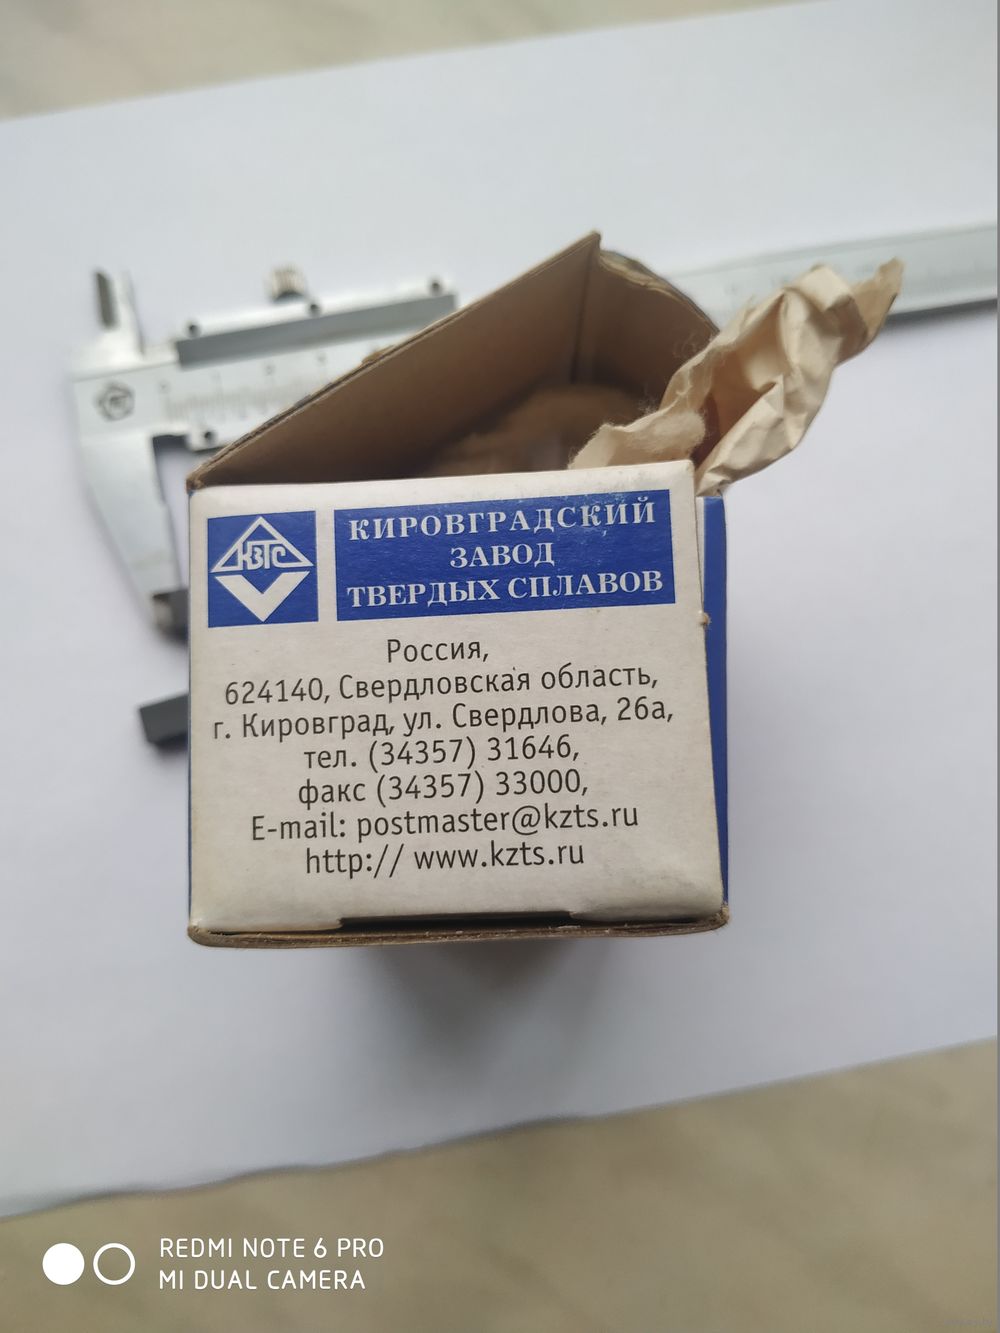 КЗТС
КИРОВГРАДСКИЙ
ЗАВОД
ТВЕРДЫХ СПЛАВОВ
Россия,
624140, Свердловская область,
г. Кировград, ул. Свердлова, 26а,
тел. (34357) 31646,
факс (34357) 33000,
E-mail: postmaster@kzts.ru
http:// www.kzts.ru
REDMI NOTE 6 PRO
MI DUAL CAMERA